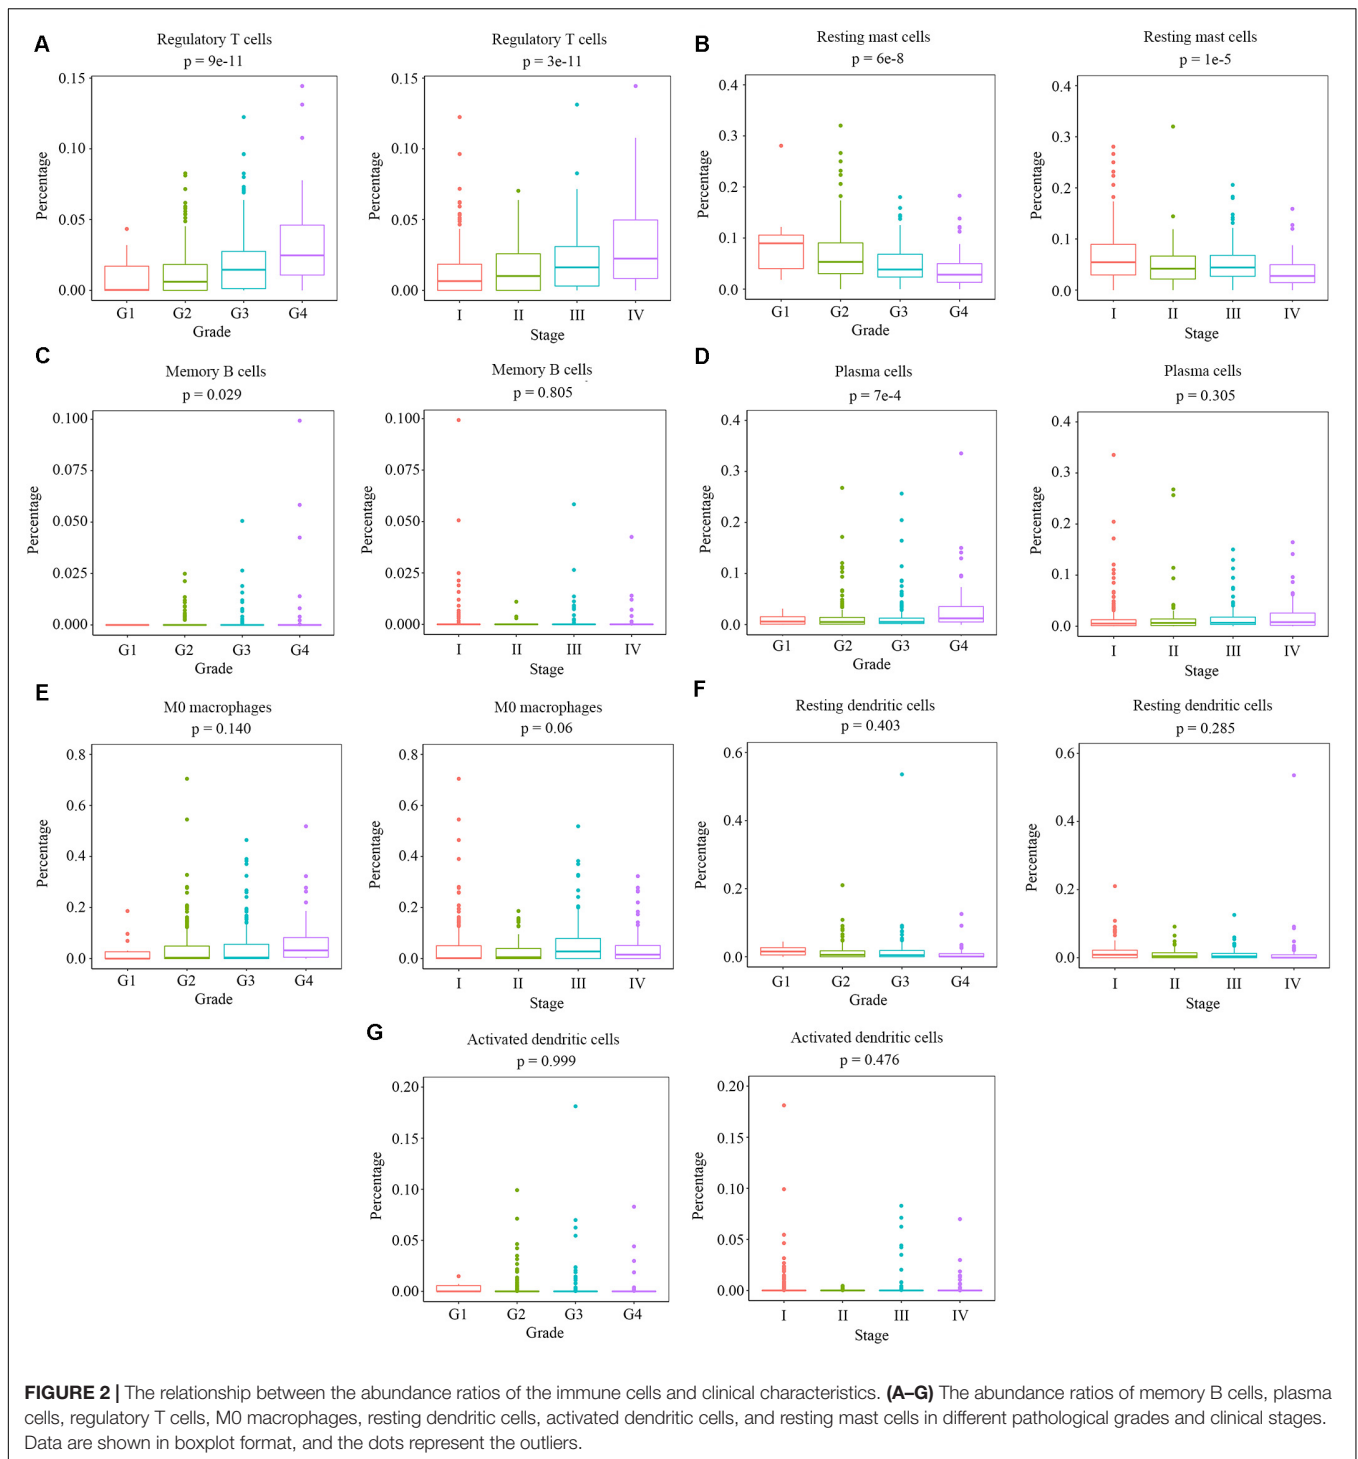 A
Regulatory T cells
p = 9e-11
Percentage
0.15
0.10
0.05
0.00
G1 G2 G3 G4
Grade
Regulatory T cells
p = 3e-11
Percentage
0.15
0.10
0.05
0.00
I II III IV
Stage
B
Resting mast cells
p = 6e-8
Percentage
0.4
0.3
0.2
0.1
0.0
G1 G2 G3 G4
Grade
Resting mast cells
p = 1e-5
Percentage
0.4
0.3
0.2
0.1
0.0
I II III IV
Stage
C
Memory B cells
p = 0.029
Percentage
0.100
0.075
0.050
0.025
0.000
G1 G2 G3 G4
Grade
Memory B cells
p = 0.805
Percentage
0.100
0.075
0.050
0.025
0.000
I II III IV
Stage
D
Plasma cells
p = 7e-4
Percentage
0.4
0.3
0.2
0.1
0.0
G1 G2 G3 G4
Grade
Plasma cells
p = 0.305
Percentage
0.4
0.3
0.2
0.1
0.0
I II III IV
Stage
E
M0 macrophages
p = 0.140
Percentage
0.8
0.6
0.4
0.2
0.0
G1 G2 G3 G4
Grade
M0 macrophages
p = 0.06
Percentage
0.8
0.6
0.4
0.2
0.0
I II III IV
Stage
F
Resting dendritic cells
p = 0.403
Percentage
0.6
0.4
0.2
0.0
G1 G2 G3 G4
Grade
Resting dendritic cells
p = 0.285
Percentage
0.6
0.4
0.2
0.0
I II III IV
Stage
G
Activated dendritic cells
p = 0.999
Percentage
0.20
0.15
0.10
0.05
0.00
G1 G2 G3 G4
Grade
Activated dendritic cells
p = 0.476
Percentage
0.20
0.15
0.10
0.05
0.00
I II III IV
Stage
FIGURE 2 | The relationship between the abundance ratios of the immune cells and clinical characteristics. (A–G) The abundance ratios of memory B cells, plasma
cells, regulatory T cells, M0 macrophages, resting dendritic cells, activated dendritic cells, and resting mast cells in different pathological grades and clinical stages.
Data are shown in boxplot format, and the dots represent the outliers.